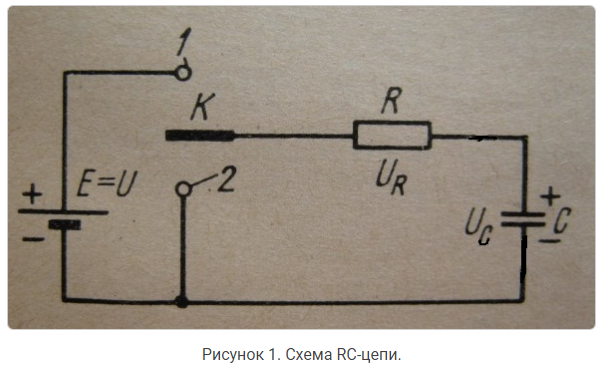 1
K
R
+
E=U
2
U_R
+
U_C
C
−
−
Рисунок 1. Схема RC-цепи.